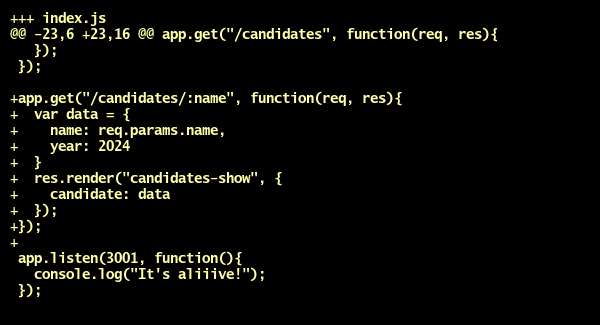 +++ index.js
@@ -23,6 +23,16 @@ app.get("/candidates", function(req, res){
   });
 });

+app.get("/candidates/:name", function(req, res){
+  var data = {
+    name: req.params.name,
+    year: 2024
+  }
+  res.render("candidates-show", {
+    candidate: data
+  });
+});
+
 app.listen(3001, function(){
   console.log("It's aliiive!");
 });